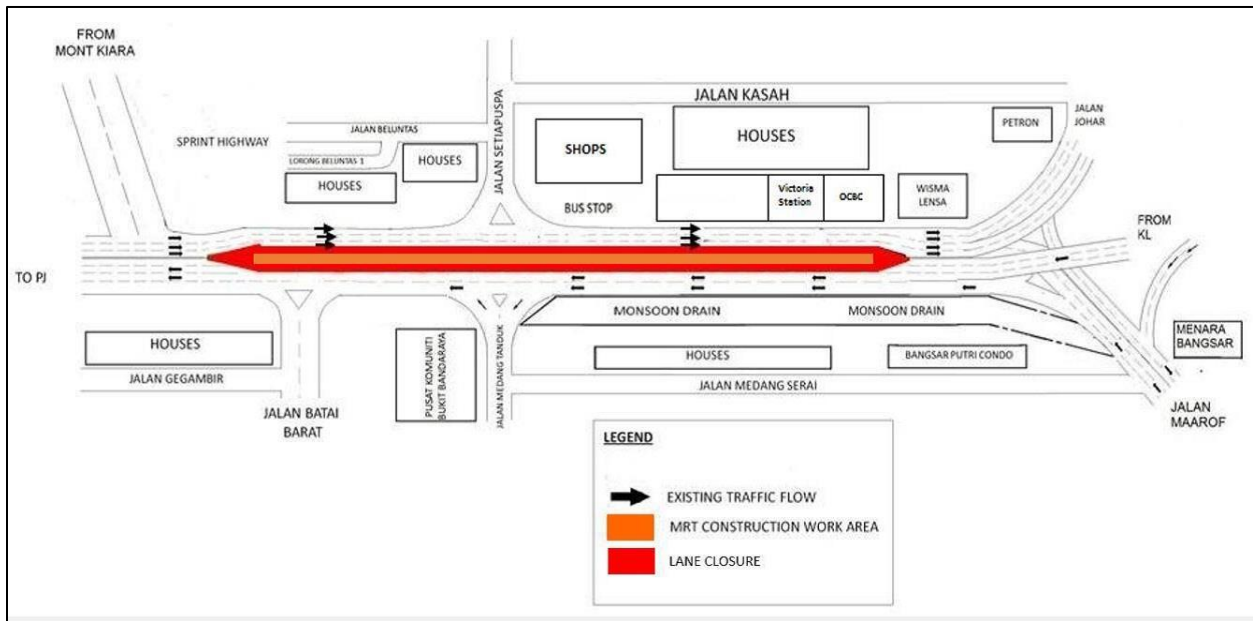 FROM
MONT KIARA
SPRINT HIGHWAY
JALAN BELUNTAS
LORONG BELUNTAS 1
HOUSES
HOUSES
JALAN SETIAPUSPA
JALAN KASAH
SHOPS
HOUSES
PETRON
JALAN
JOHAR
BUS STOP
Victoria
Station
OCBC
WISMA
LENSA
FROM
KL
TO PJ
MONSOON DRAIN
MONSOON DRAIN
HOUSES
JALAN GEGAMBIR
JALAN BATAI
BARAT
PUSAT KOMUNITI
BUKIT BANDARAYA
JALAN MEDANG TANDUK
HOUSES
BANGSAR PUTRI CONDO
JALAN MEDANG SERAI
MENARA
BANGSAR
JALAN
MAAROF
LEGEND
EXISTING TRAFFIC FLOW
MRT CONSTRUCTION WORK AREA
LANE CLOSURE